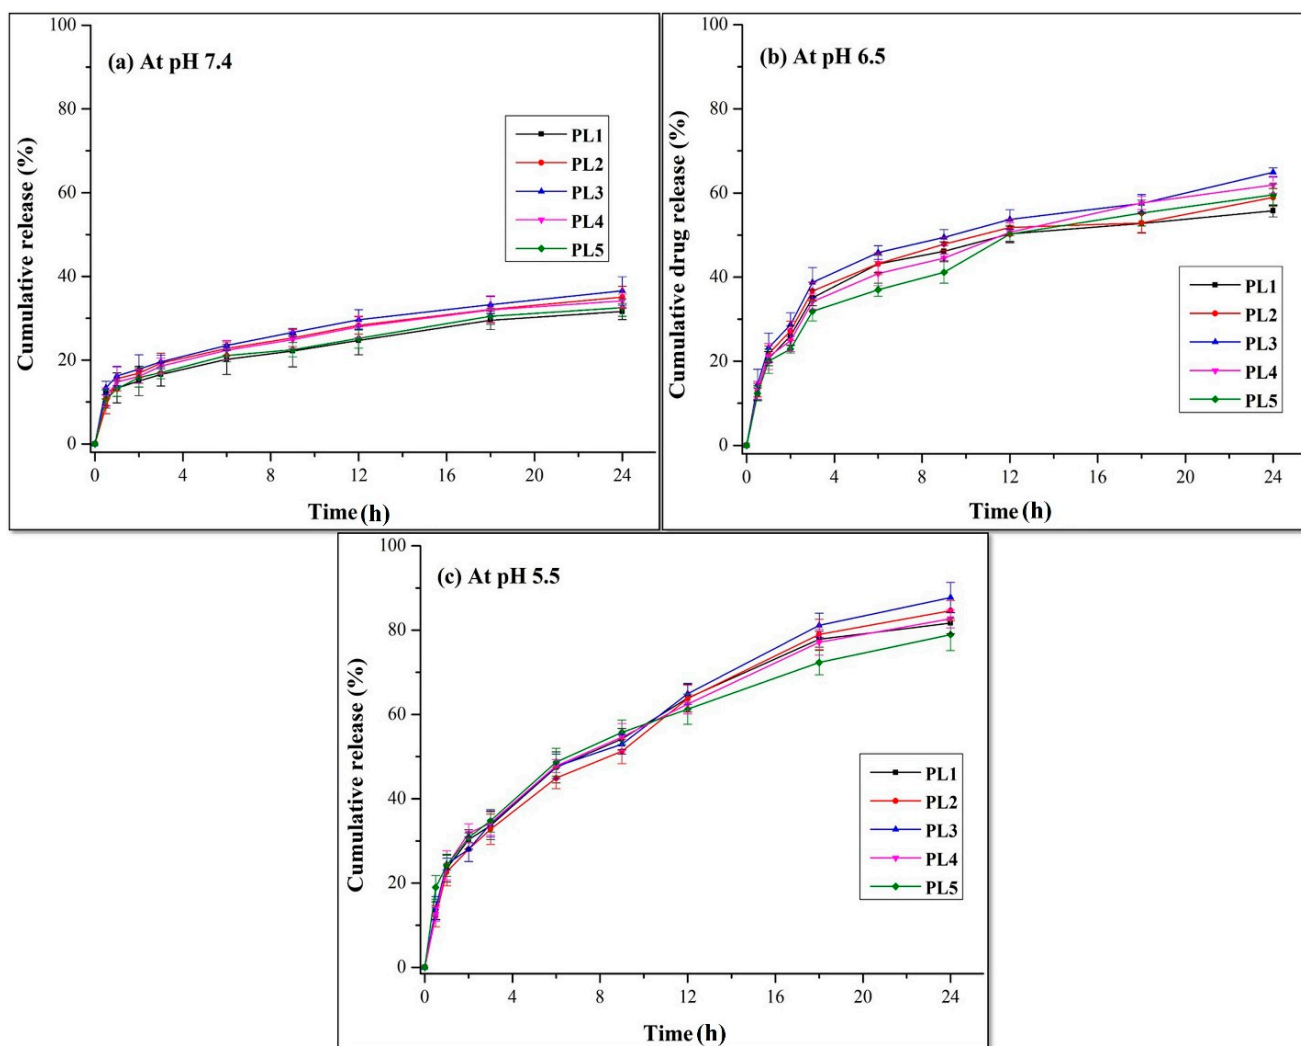 (a) At pH 7.4
Cumulative release (%)
100
80
60
40
20
0
PL1
PL2
PL3
PL4
PL5
0 4 8 12 16 20 24
Time (h)
(b) At pH 6.5
Cumulative drug release (%)
100
80
60
40
20
0
PL1
PL2
PL3
PL4
PL5
0 4 8 12 16 20 24
Time (h)
(c) At pH 5.5
Cumulative release (%)
100
80
60
40
20
0
PL1
PL2
PL3
PL4
PL5
0 4 8 12 16 20 24
Time (h)